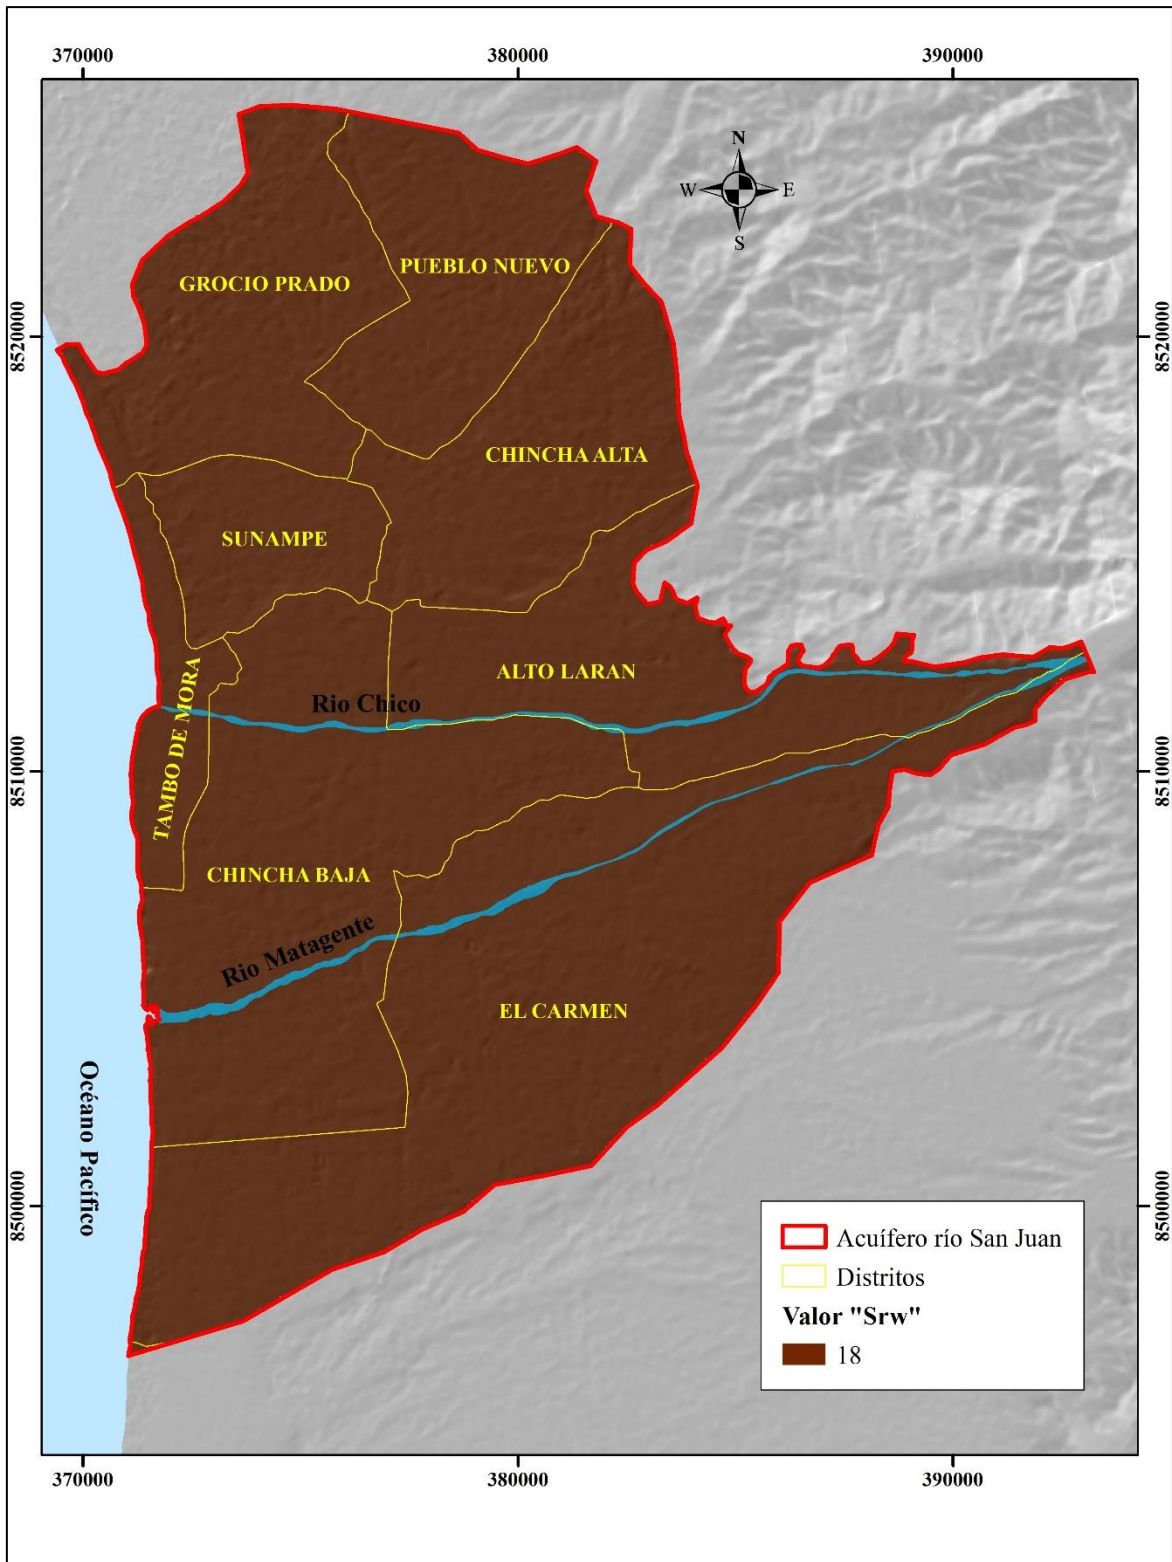 370000
380000
390000
N
W
E
S
PUEBLO NUEVO
GROCIO PRADO
8520000
8520000
CHINCHA ALTA
SUNAMPE
ALTO LARAN
TAMBO DE MORA
Rio Chico
8510000
8510000
CHINCHA BAJA
Rio Matagente
EL CARMEN
Océano Pacífico
8500000
8500000
Acuífero río San Juan
Distritos
Valor "Srw"
18
370000
380000
390000